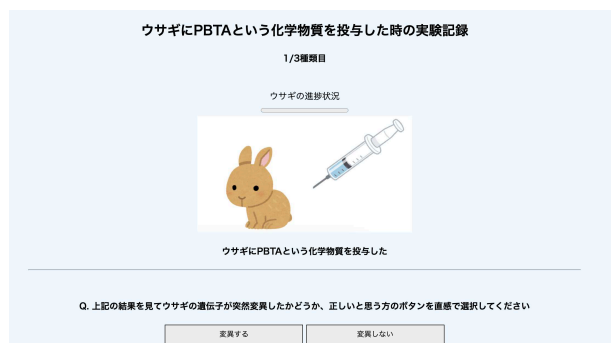 ウサギにPBTAという化学物質を投与した時の実験記録
1/3種類目
ウサギの進捗状況
ウサギにPBTAという化学物質を投与した
Q. 上記の結果を見てウサギの遺伝子が突然変異したかどうか、正しいと思う方のボタンを直感で選択してください
変異する
変異しない